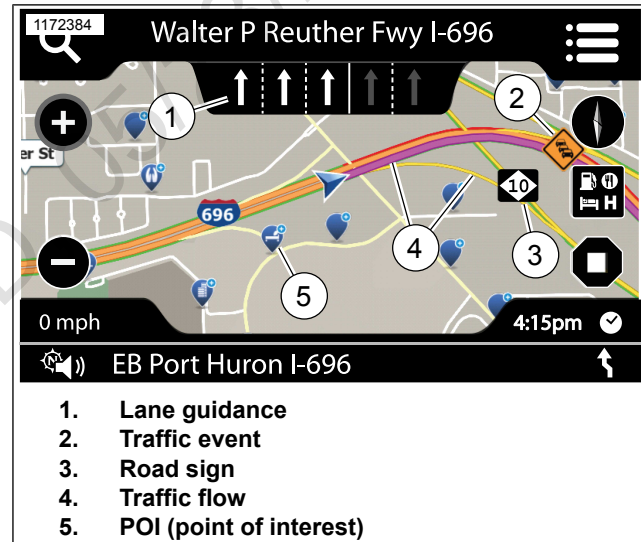 1172384
Walter P Reuther Fwy I-696
1
2
er St
696
10
H
4
3
5
0 mph
4:15pm
N
EB Port Huron I-696
1. Lane guidance
2. Traffic event
3. Road sign
4. Traffic flow
5. POI (point of interest)